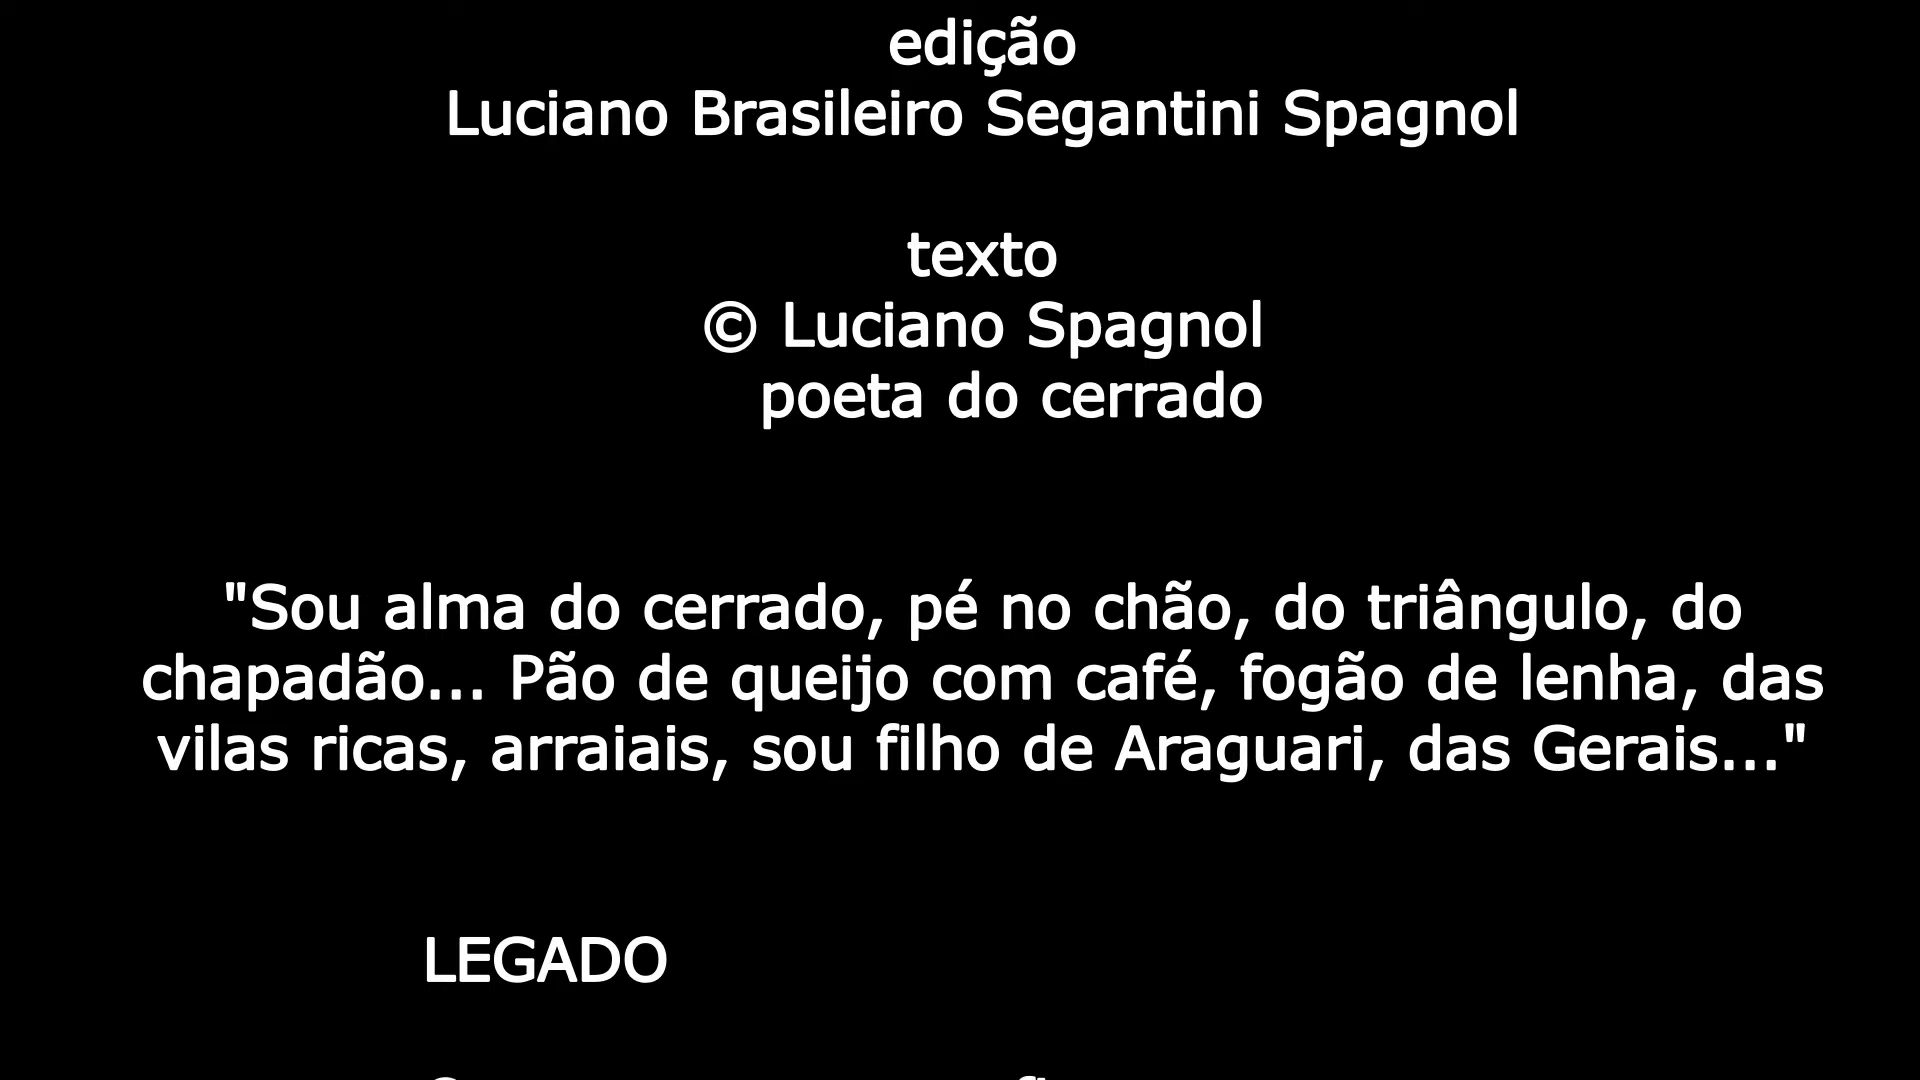 edição
Luciano Brasileiro Segantini Spagnol
texto
© Luciano Spagnol
poeta do cerrado
"Sou alma do cerrado, pé no chão, do triângulo, do
chapadão... Pão de queijo com café, fogão de lenha, das
vilas ricas, arraiais, sou filho de Araguari, das Gerais..."
LEGADO